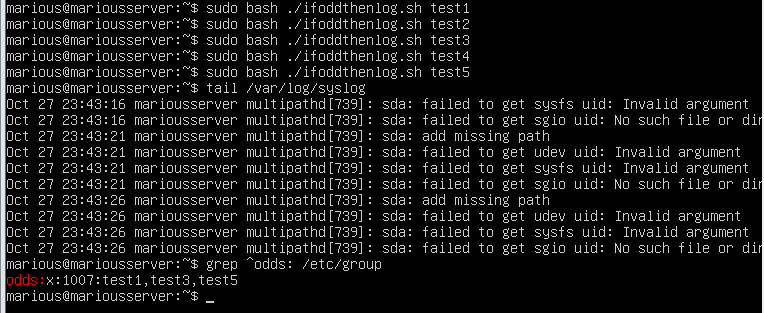 marious@mariousserver:~$ sudo bash ./ifoddthenlog.sh test1
marious@mariousserver:~$ sudo bash ./ifoddthenlog.sh test2
marious@mariousserver:~$ sudo bash ./ifoddthenlog.sh test3
marious@mariousserver:~$ sudo bash ./ifoddthenlog.sh test4
marious@mariousserver:~$ sudo bash ./ifoddthenlog.sh test5
marious@mariousserver:~$ tail /var/log/syslog
Oct 27 23:43:16 mariousserver multipathd[739]: sda: failed to get sysfs uid: Invalid argument
Oct 27 23:43:16 mariousserver multipathd[739]: sda: failed to get sgio uid: No such file or dir
Oct 27 23:43:21 mariousserver multipathd[739]: sda: add missing path
Oct 27 23:43:21 mariousserver multipathd[739]: sda: failed to get udev uid: Invalid argument
Oct 27 23:43:21 mariousserver multipathd[739]: sda: failed to get sysfs uid: Invalid argument
Oct 27 23:43:21 mariousserver multipathd[739]: sda: failed to get sgio uid: No such file or dir
Oct 27 23:43:26 mariousserver multipathd[739]: sda: add missing path
Oct 27 23:43:26 mariousserver multipathd[739]: sda: failed to get udev uid: Invalid argument
Oct 27 23:43:26 mariousserver multipathd[739]: sda: failed to get sysfs uid: Invalid argument
Oct 27 23:43:26 mariousserver multipathd[739]: sda: failed to get sgio uid: No such file or dir
marious@mariousserver:~$ grep ^odds: /etc/group
odds:x:1007:test1,test3,test5
marious@mariousserver:~$ _